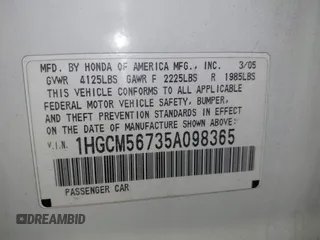 MFD. BY HONDA OF AMERICA MFG., INC. 3/05
GVWR 4125LBS GAWR F 2225LBS R 1985LBS
THIS VEHICLE CONFORMS TO ALL APPLICABLE
FEDERAL MOTOR VEHICLE SAFETY, BUMPER,
AND THEFT PREVENTION STANDARDS IN EFFECT
ON THE DATE OF MANUFACTURE SHOWN ABOVE.
V.I.N. 1HGCM56735A098365
PASSENGER CAR
DREAMBID